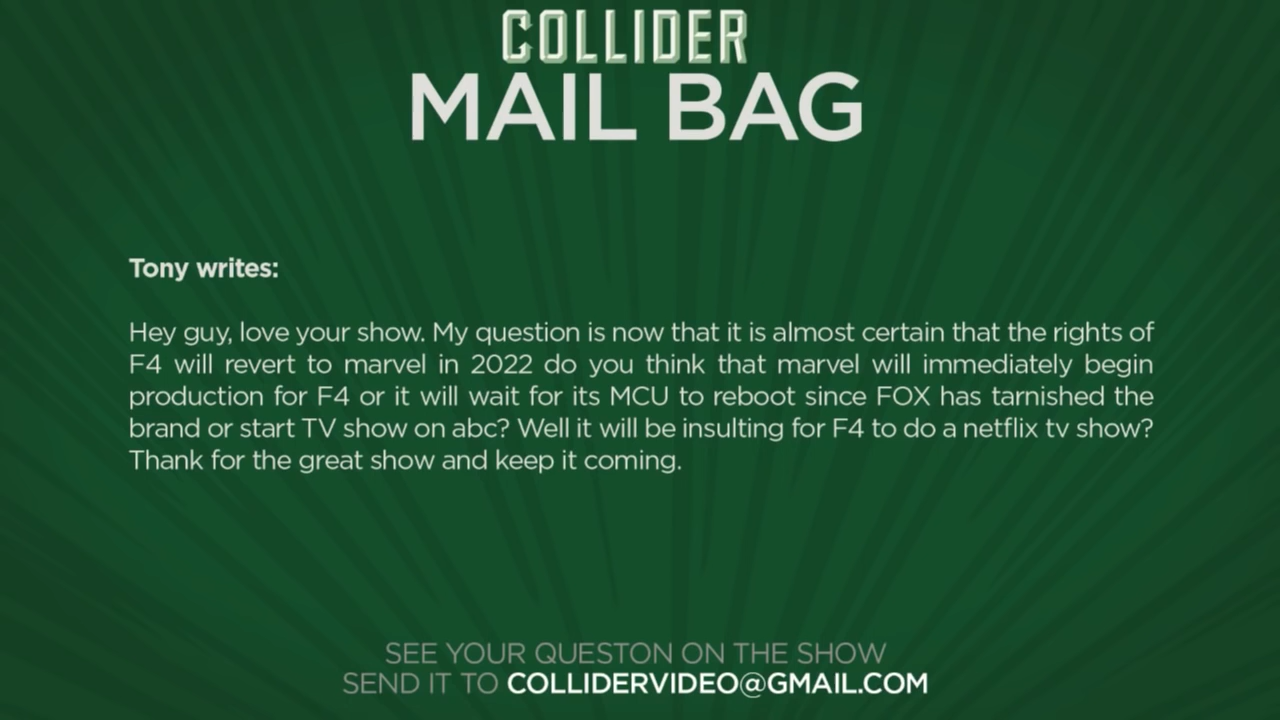 COLLIDER
MAIL BAG
Tony writes:
Hey guy, love your show. My question is now that it is almost certain that the rights of
F4 will revert to marvel in 2022 do you think that marvel will immediately begin
production for F4 or it will wait for its MCU to reboot since FOX has tarnished the
brand or start TV show on abc? Well it will be insulting for F4 to do a netflix tv show?
Thank for the great show and keep it coming.
SEE YOUR QUESTON ON THE SHOW
SEND IT TO COLLIDERVIDEO@GMAIL.COM